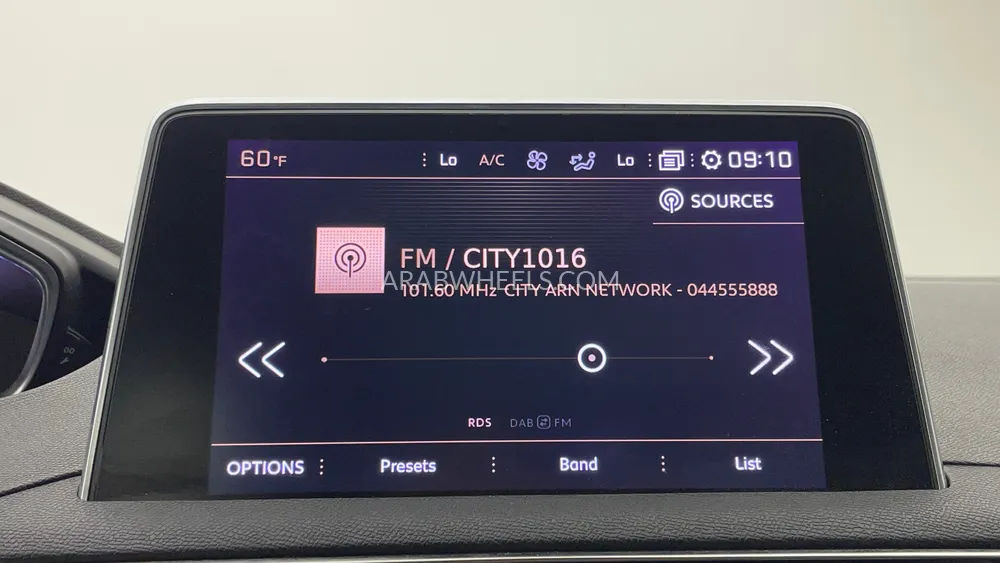 60°F Lo A/C Lo 09:10
SOURCES
FM / CITY1016
ARABWHEELS.COM
101.60 MHz CITY ARN NETWORK - 044555888
RDS DAB FM
OPTIONS Presets Band List